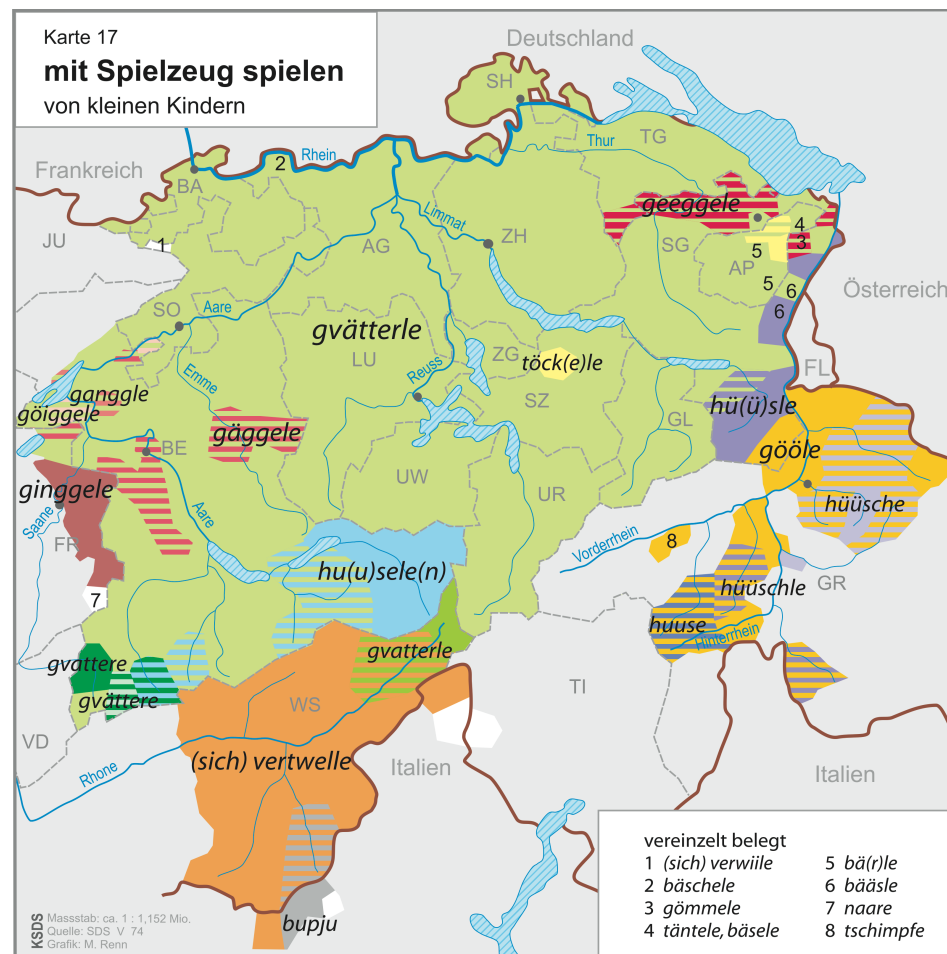 Karte 17
mit Spielzeug spielen
von kleinen Kindern
Deutschland
SH
TG
Thur
Rhein
2
Frankreich
BA
JU
1
AG
Limmat
ZH
geeggele
SG
AP
4
3
5
5
6
6
Österreich
SO
Aare
gvätterle
LU
Reuss
ZG
töck(e)le
SZ
FL
Emme
ganggle
göiggele
gäggele
BE
GL
hü(ü)sle
gööle
ginggele
UW
UR
hüüsche
Saane
FR
Aare
Vorderrhein
8
7
hu(u)sele(n)
hüüschle
GR
huuse
Hinterrhein
gvatterle
gvattere
gvättere
TI
WS
VD
Rhone
(sich) vertwelle
Italien
Italien
bupju
vereinzelt belegt
1 (sich) verwiile
2 bäschele
3 gömmele
4 täntele, bäsele
5 bä(r)le
6 bääsle
7 naare
8 tschimpfe
KSDS
Massstab: ca. 1 : 1,152 Mio.
Quelle: SDS V 74
Grafik: M. Renn